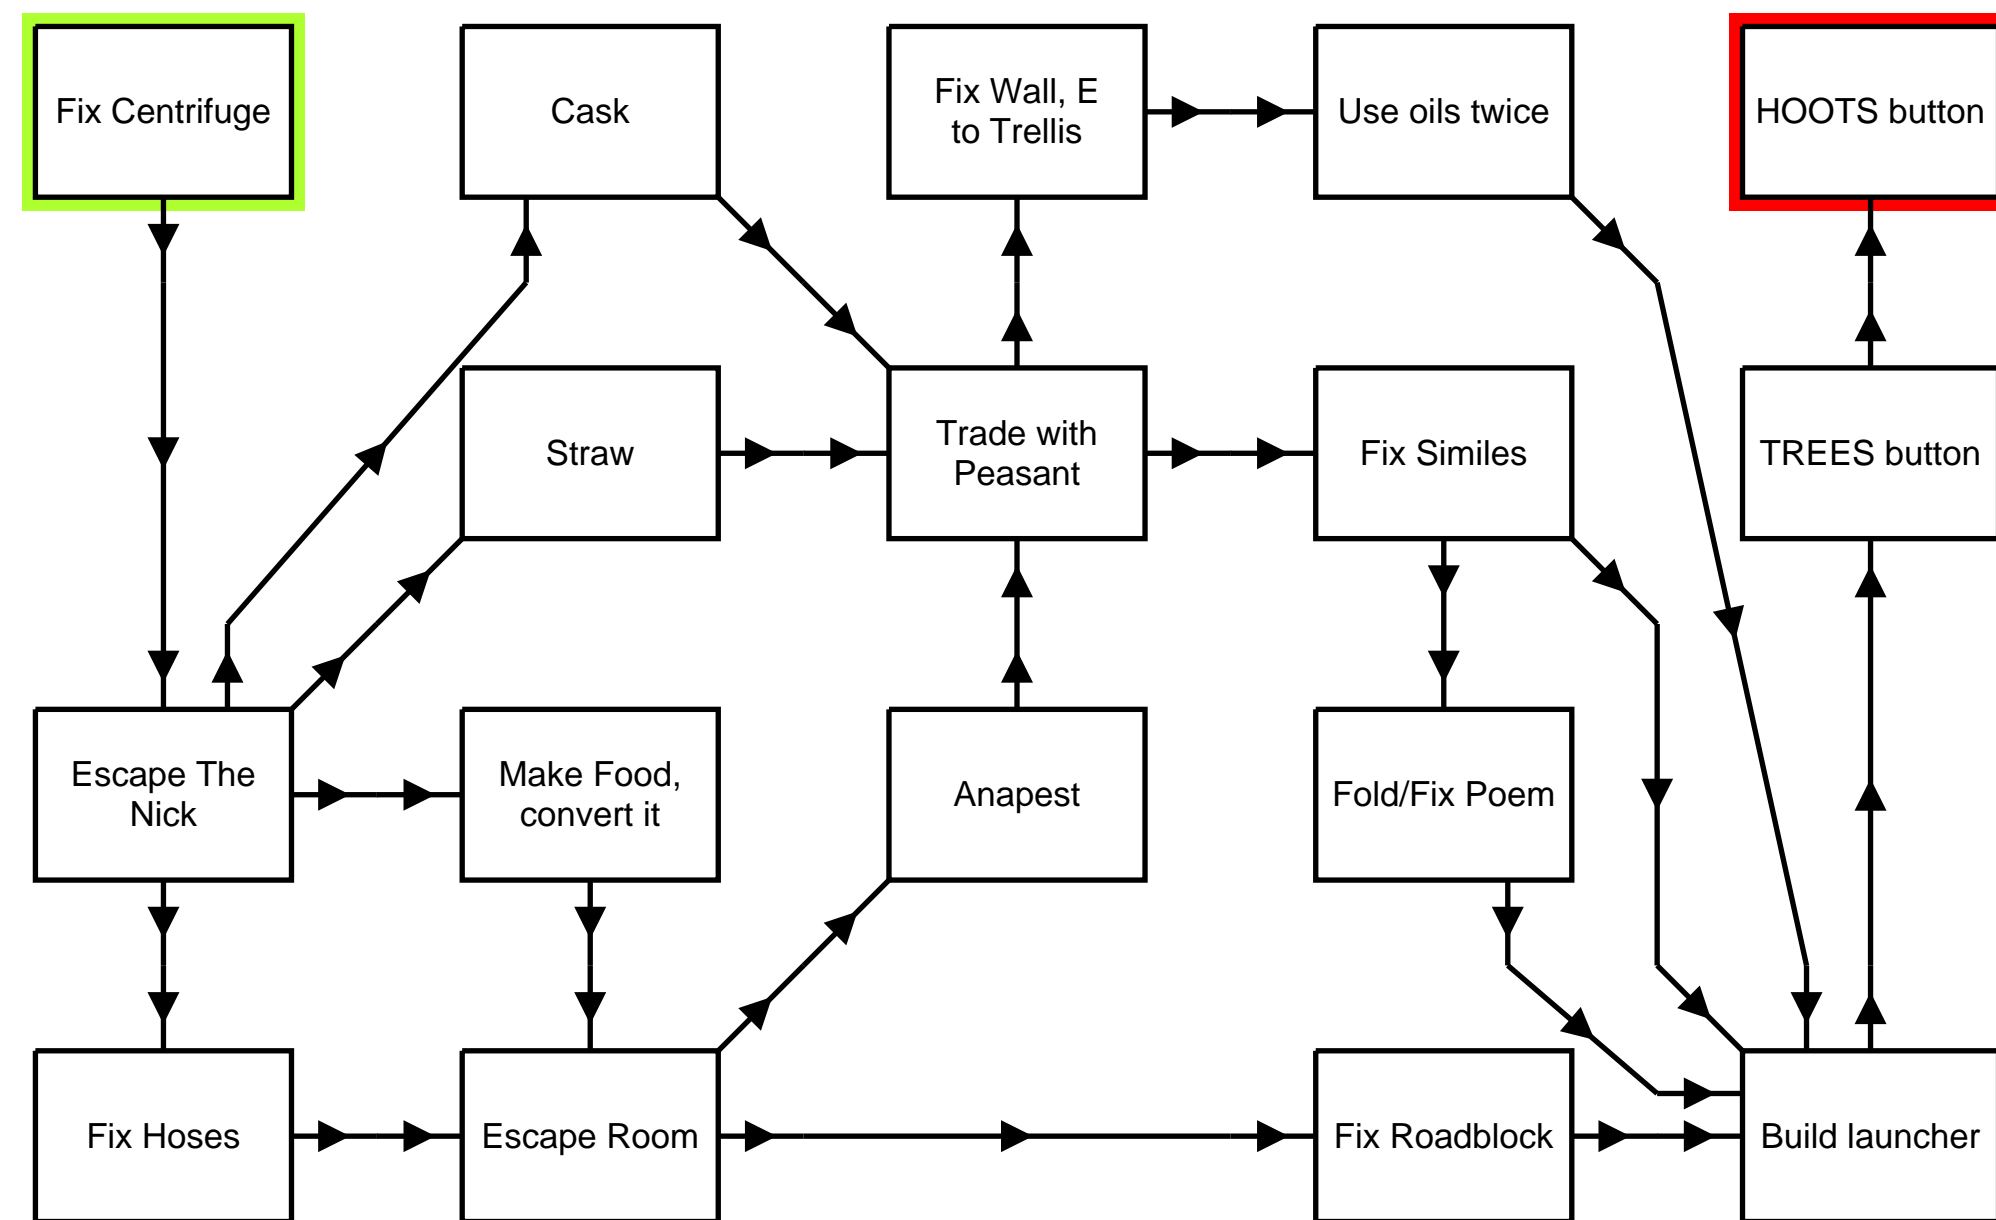 Fix Centrifuge
Cask
Fix Wall, E
to Trellis
Use oils twice
HOOTS button
Straw
Trade with
Peasant
Fix Similes
TREES button
Escape The
Nick
Make Food,
convert it
Anapest
Fold/Fix Poem
Fix Hoses
Escape Room
Fix Roadblock
Build launcher